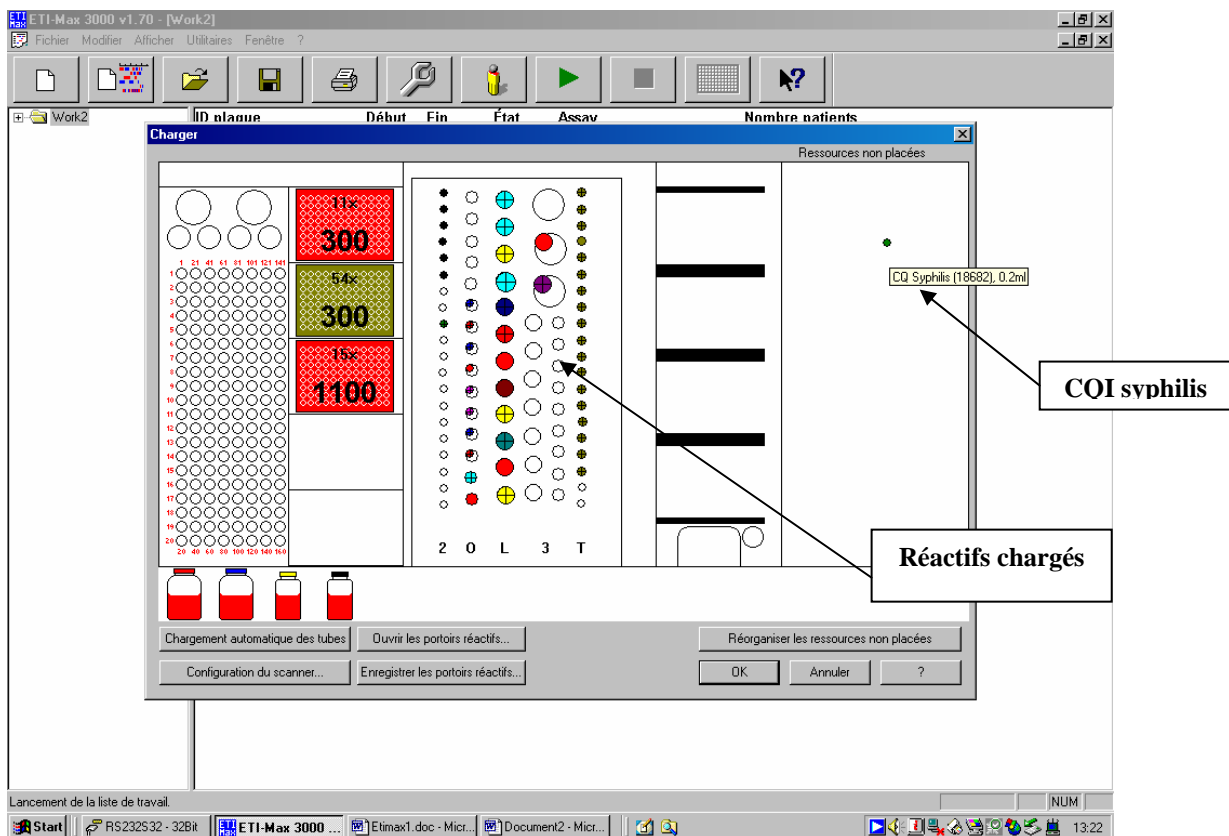 ETI-Max 3000 v1.70 - [Work2]
Fichier Modifier Afficher Utilitaires Fenêtre ?
Work2
ID plaque Début Fin État Assay Nombre patients
Charger
Ressources non placées
1 21 41 61 81 101 121 141
1
2
3
4
5
6
7
8
9
10
11
12
13
14
15
16
17
18
19
20
20 40 60 80 100 120 140 160
11x
300
54x
300
15x
1100
2 0 L 3 T
CQ Syphilis (18682), 0.2ml
CQI syphilis
Réactifs chargés
Chargement automatique des tubes
Ouvrir les portoirs réactifs...
Réorganiser les ressources non placées
Configuration du scanner...
Enregistrer les portoirs réactifs...
OK
Annuler
?
Lancement de la liste de travail.
NUM
Start
RS232S32 - 32Bit
ETI-Max 3000 ...
Etimax1.doc - Micr...
Document2 - Micr...
13:22